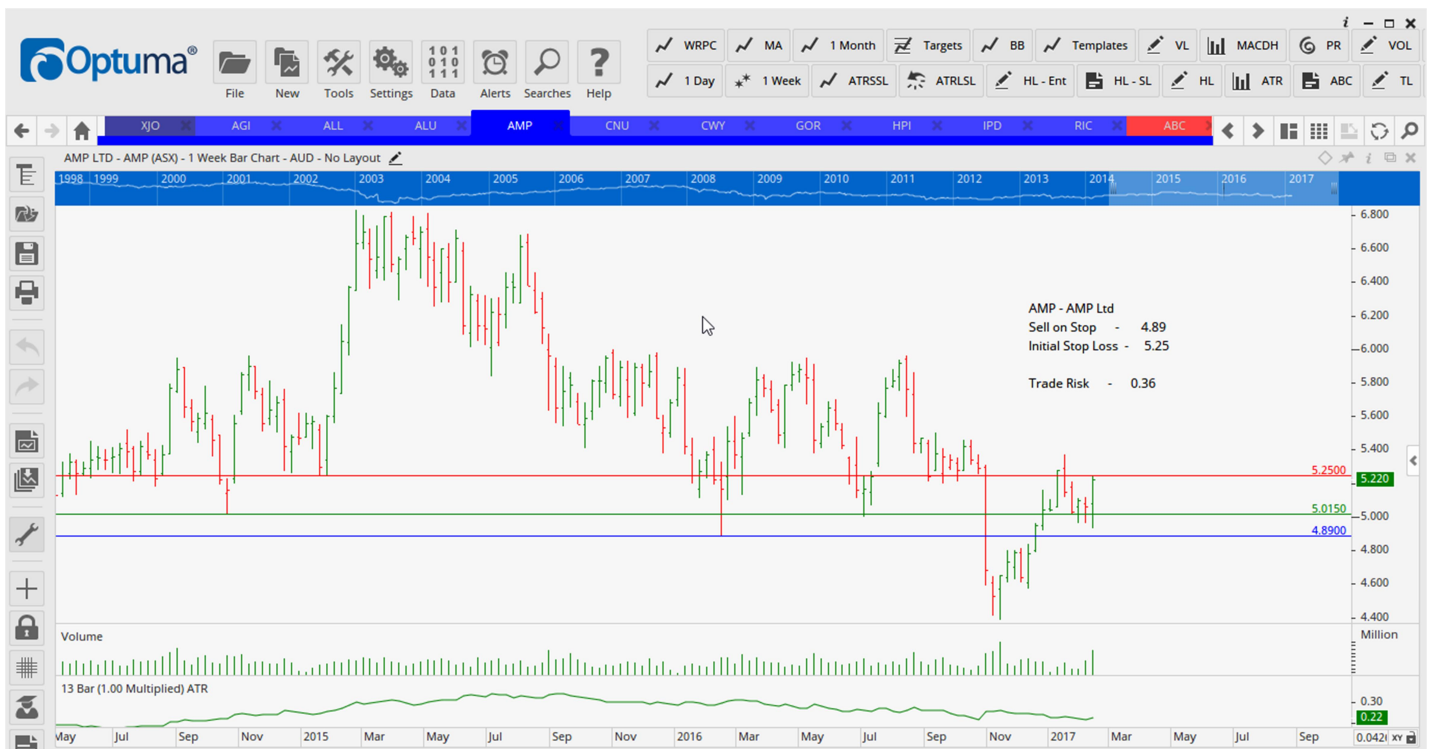 i
Optuma®
File New Tools Settings Data Alerts Searches Help
101
010
111
WRPC MA 1 Month Targets BB Templates VL MACDH PR VOL
1 Day 1 Week ATRSSL ATRLSL HL - Ent HL - SL HL ATR ABC TL
XJO AGI ALL ALU AMP CNU CWY GOR HPI IPD RIC ABC
AMP LTD - AMP (ASX) - 1 Week Bar Chart - AUD - No Layout
i
1998 1999 2000 2001 2002 2003 2004 2005 2006 2007 2008 2009 2010 2011 2012 2013 2014 2015 2016 2017
6.800
6.600
6.400
AMP - AMP Ltd
6.200
Sell on Stop - 4.89
Initial Stop Loss - 5.25
6.000
Trade Risk - 0.36
5.800
5.600
5.400
5.2500
5.220
5.0150
5.000
4.8900
4.800
4.600
4.400
Volume
Million
13 Bar (1.00 Multiplied) ATR
0.30
0.22
May Jul Sep Nov 2015 Mar May Jul Sep Nov 2016 Mar May Jul Sep Nov 2017 Mar May Jul Sep
XY